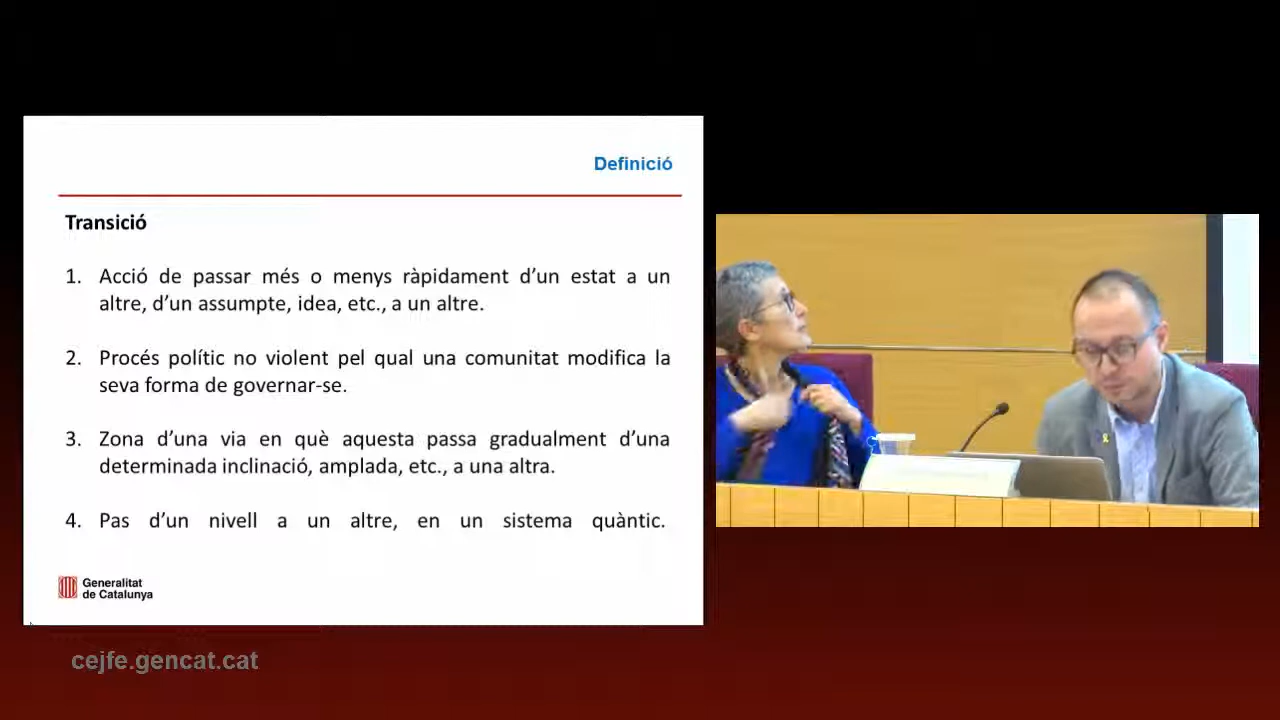 Definició
Transició
1. Acció de passar més o menys ràpidament d’un estat a un
altre, d’un assumpte, idea, etc., a un altre.
2. Procés polític no violent pel qual una comunitat modifica la
seva forma de governar-se.
3. Zona d’una via en què aquesta passa gradualment d’una
determinada inclinació, amplada, etc., a una altra.
4. Pas d’un nivell a un altre, en un sistema quàntic.
Generalitat
de Catalunya
cejfe.gencat.cat